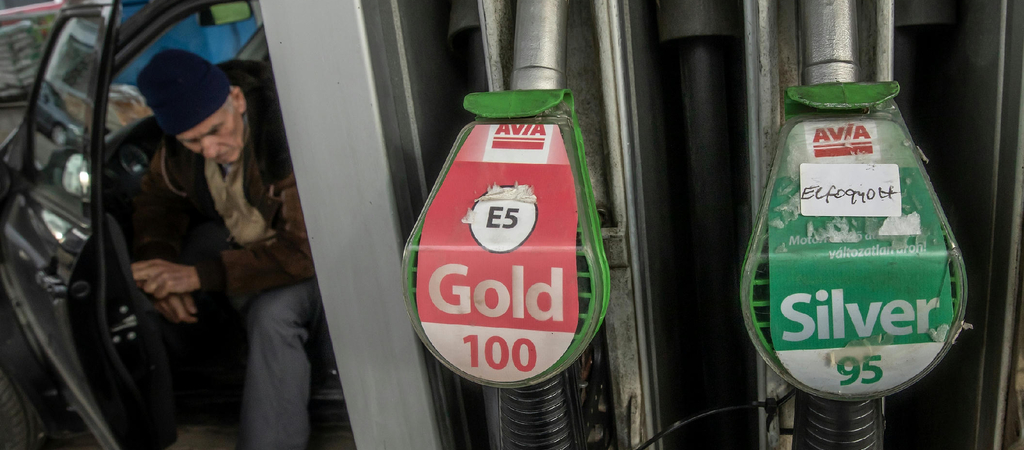 AVIA
E5
Gold
100
AVIA
Elfogyott
változatlan áron!
Silver
95